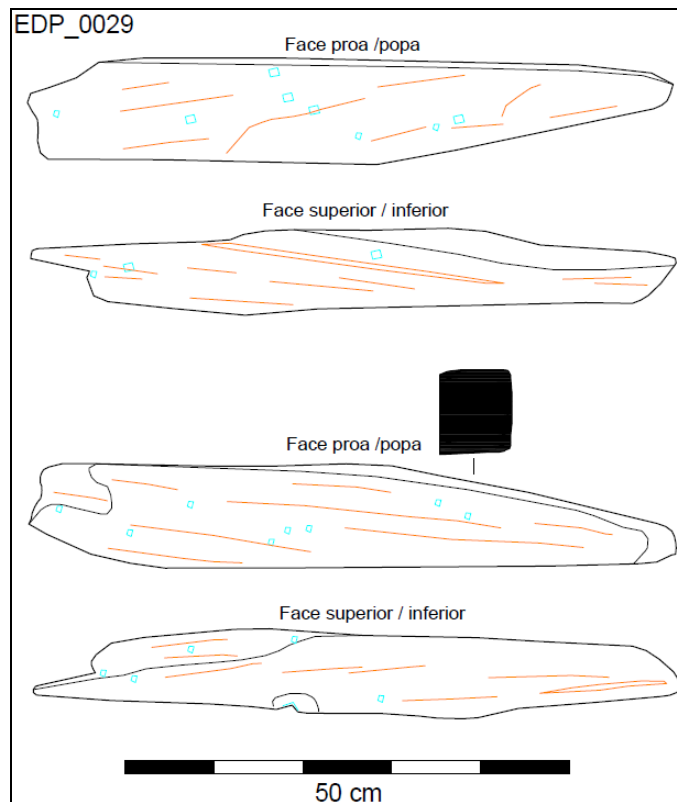 EDP_0029
Face proa /popa
Face superior / inferior
Face proa /popa
Face superior / inferior
50 cm